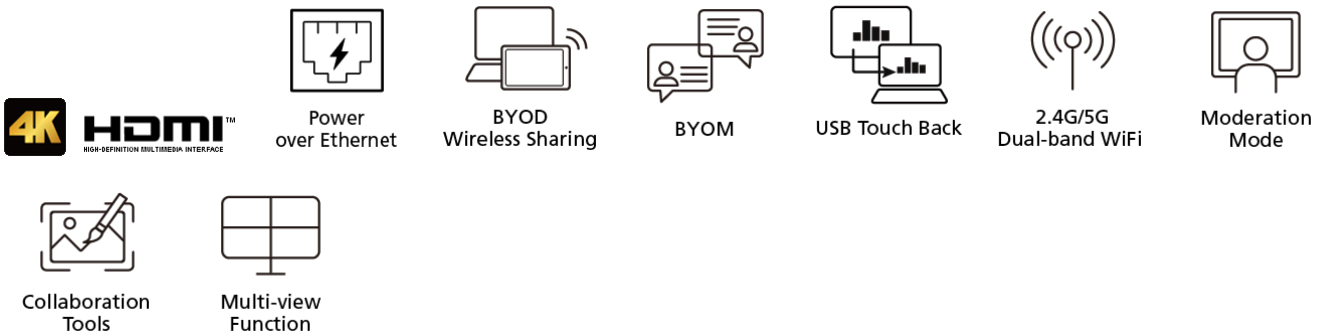 4K HDMI™
HIGH-DEFINITION MULTIMEDIA INTERFACE
Power
over Ethernet
BYOD
Wireless Sharing
BYOM
USB Touch Back
2.4G/5G
Dual-band WiFi
Moderation
Mode
Collaboration
Tools
Multi-view
Function